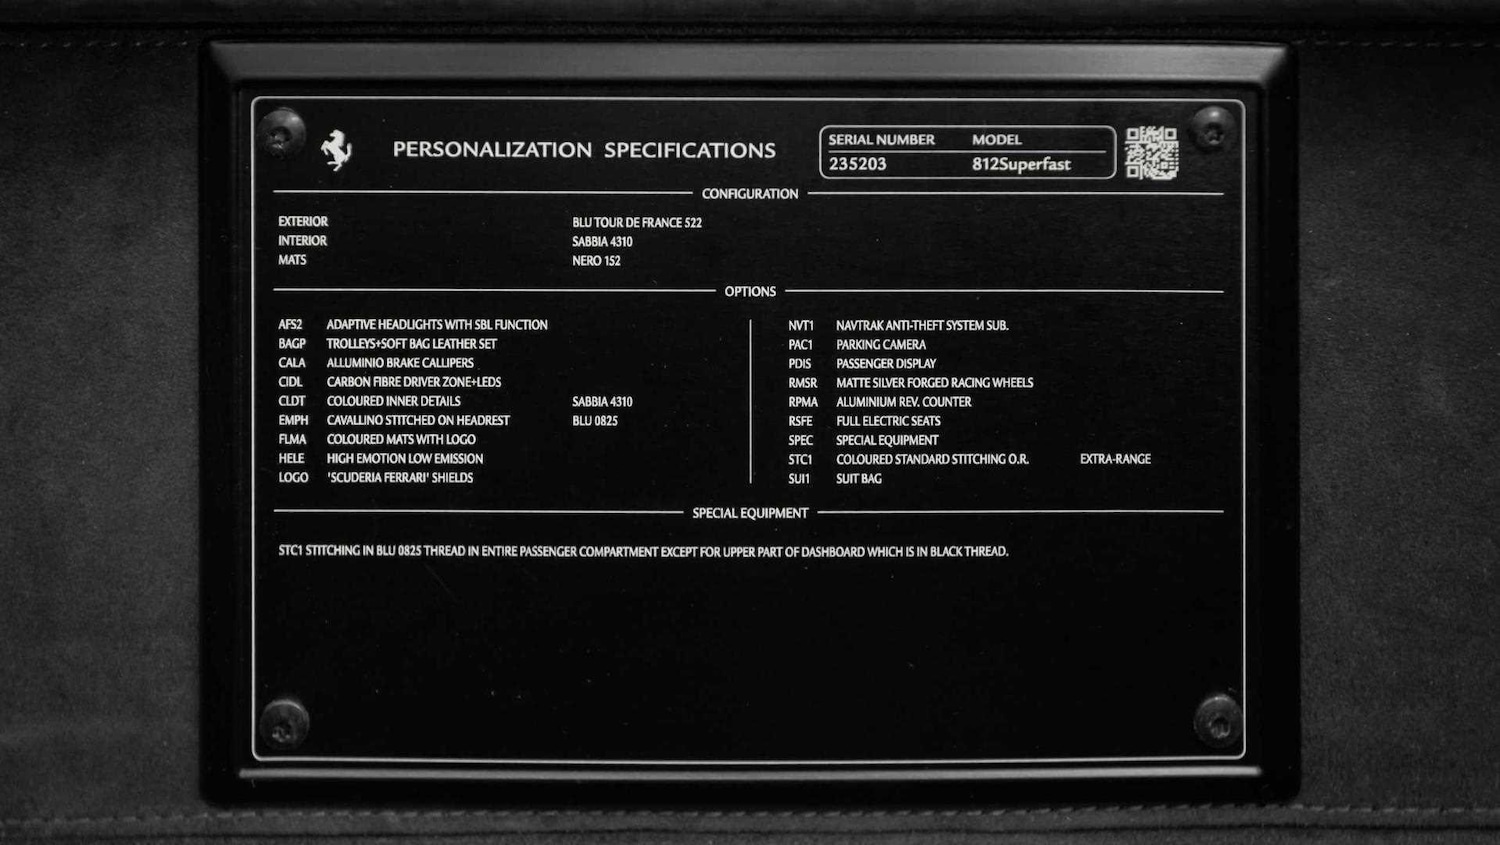 PERSONALIZATION SPECIFICATIONS
SERIAL NUMBER MODEL
235203 812Superfast
CONFIGURATION
EXTERIOR BLU TOUR DE FRANCE 522
INTERIOR SABBIA 4310
MATS NERO 152
OPTIONS
AFS2 ADAPTIVE HEADLIGHTS WITH SBL FUNCTION
BAGP TROLLEYS+SOFT BAG LEATHER SET
CALA ALLUMINIO BRAKE CALLIPERS
CIDL CARBON FIBRE DRIVER ZONE+LEDS
CLDT COLOURED INNER DETAILS SABBIA 4310
EMPH CAVALLINO STITCHED ON HEADREST BLU 0825
FLMA COLOURED MATS WITH LOGO
HELE HIGH EMOTION LOW EMISSION
LOGO 'SCUDERIA FERRARI' SHIELDS
NVT1 NAVTRAK ANTI-THEFT SYSTEM SUB.
PAC1 PARKING CAMERA
PDIS PASSENGER DISPLAY
RMSR MATTE SILVER FORGED RACING WHEELS
RPMA ALUMINIUM REV. COUNTER
RSFE FULL ELECTRIC SEATS
SPEC SPECIAL EQUIPMENT
STC1 COLOURED STANDARD STITCHING O.R. EXTRA-RANGE
SUI1 SUIT BAG
SPECIAL EQUIPMENT
STC1 STITCHING IN BLU 0825 THREAD IN ENTIRE PASSENGER COMPARTMENT EXCEPT FOR UPPER PART OF DASHBOARD WHICH IS IN BLACK THREAD.